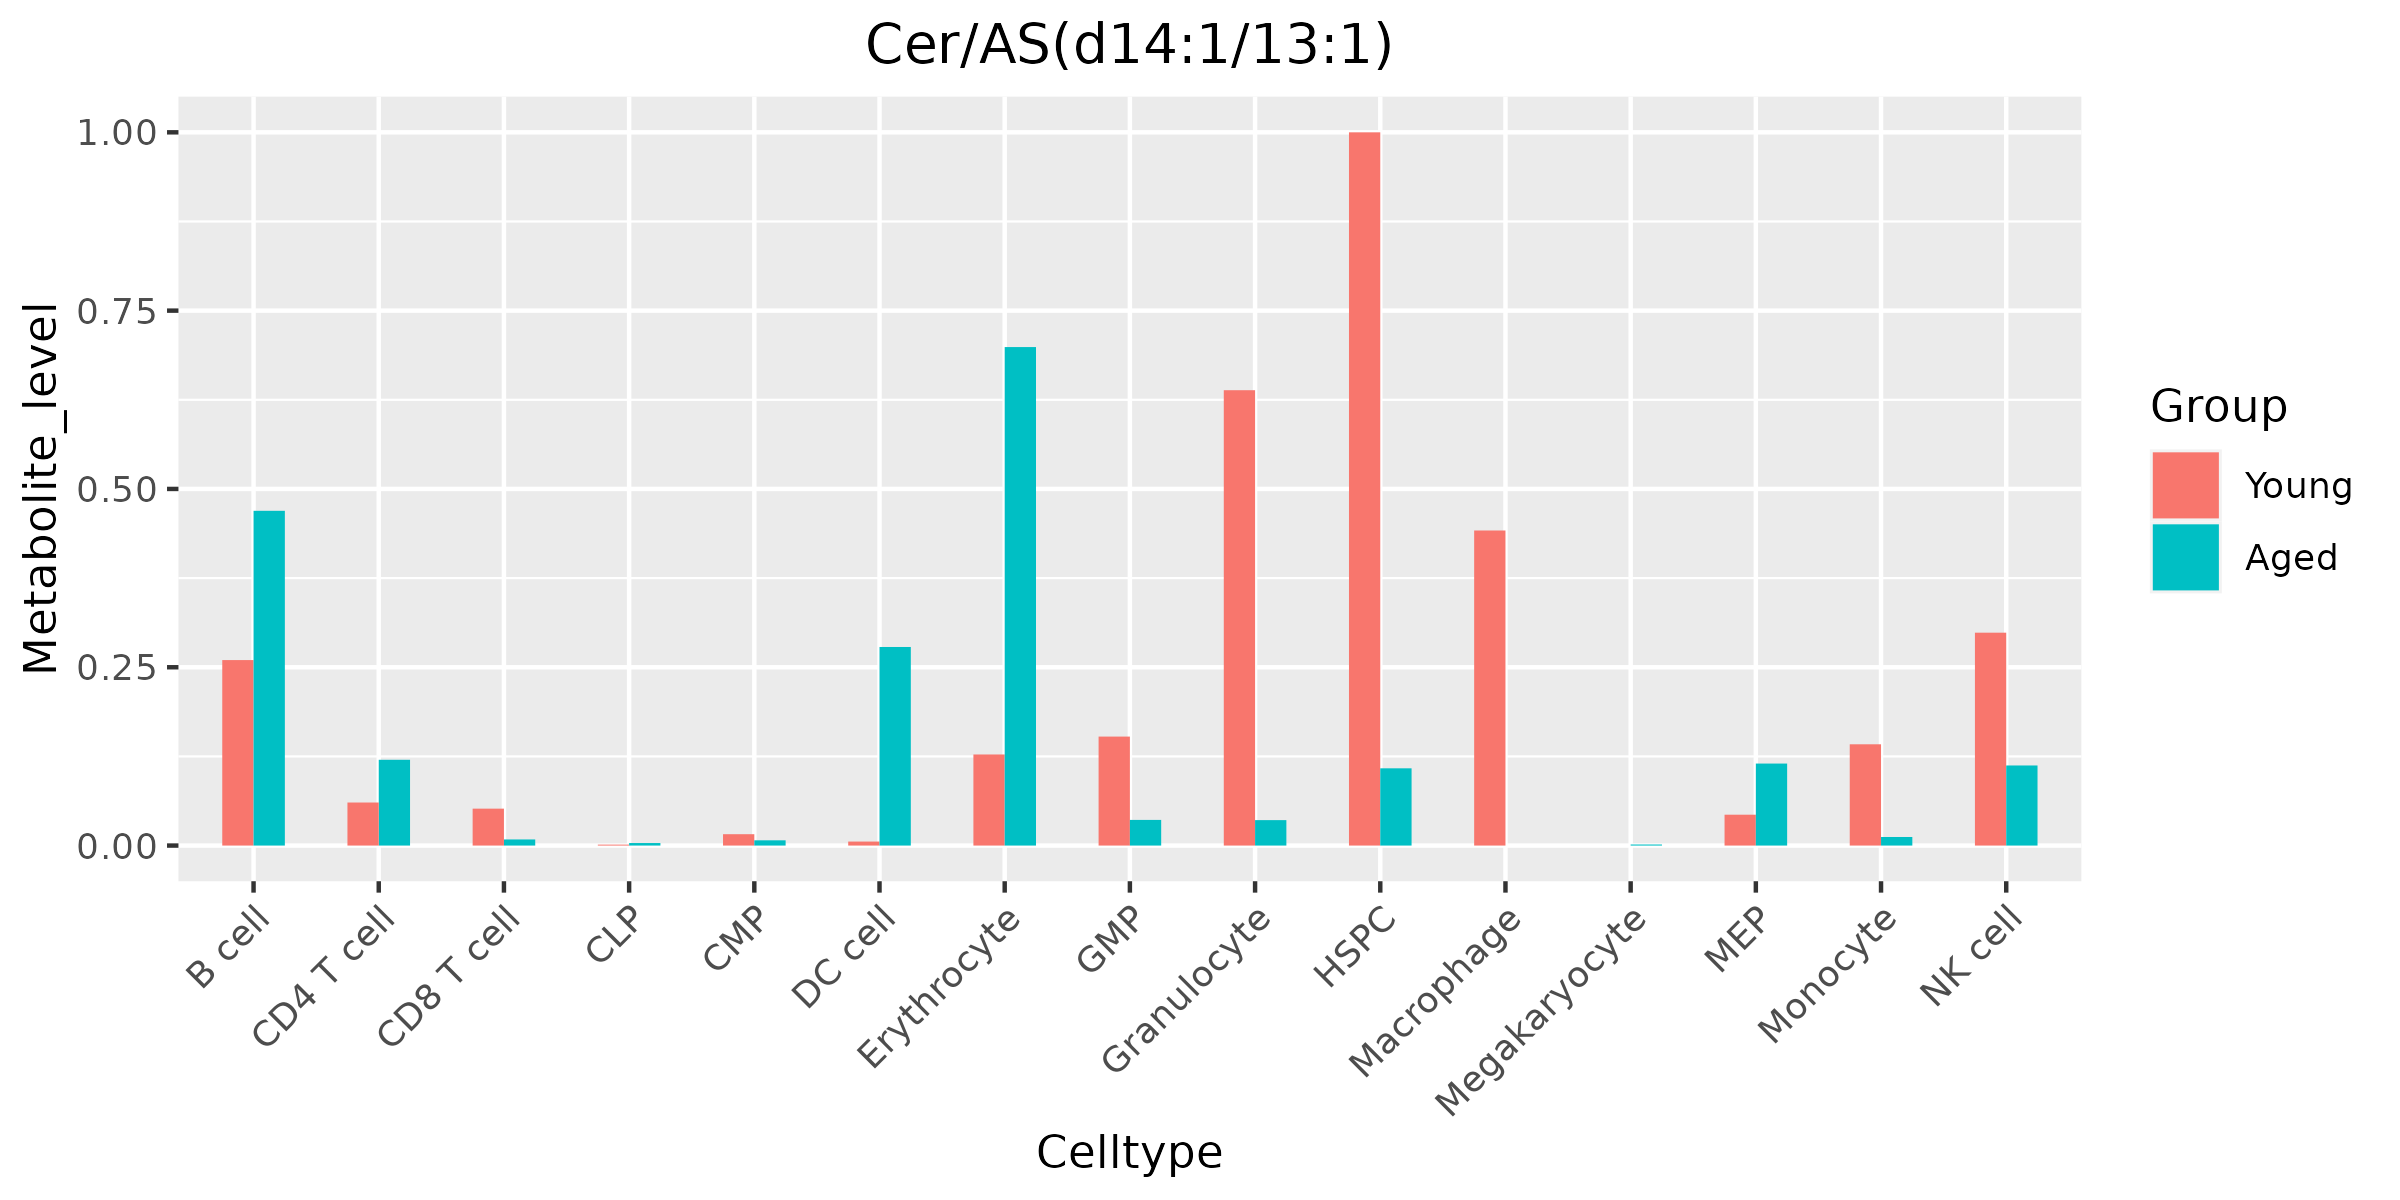 Cer/AS(d14:1/13:1)
Metabolite_level
1.00
0.75
0.50
0.25
0.00
B cell
CD4 T cell
CD8 T cell
CLP
CMP
DC cell
Erythrocyte
GMP
Granulocyte
HSPC
Macrophage
Megakaryocyte
MEP
Monocyte
NK cell
Celltype
Group
Young
Aged